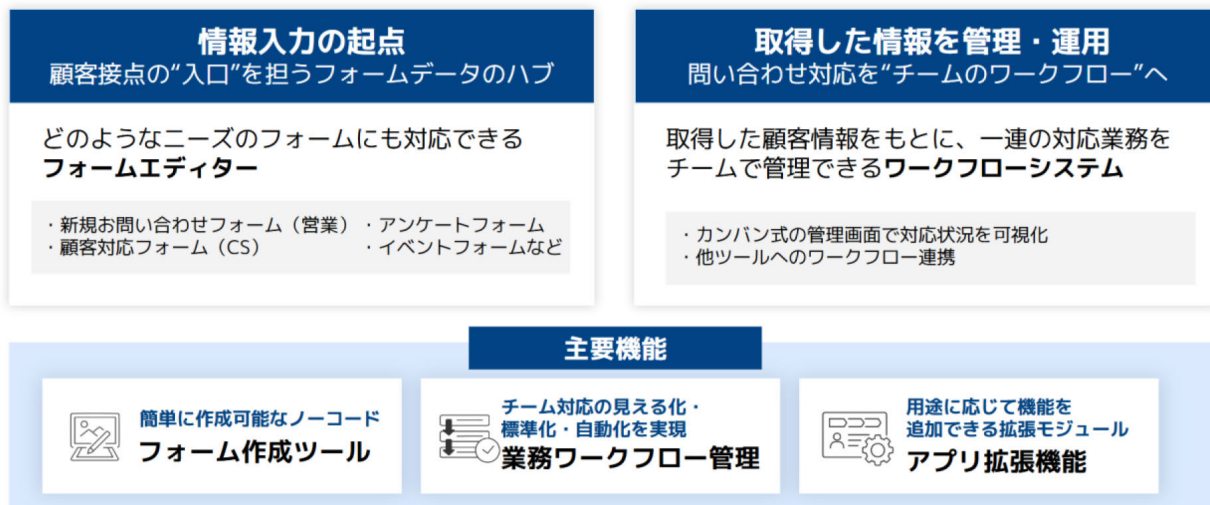 情報入力の起点
顧客接点の“入口”を担うフォームデータのハブ
どのようなニーズのフォームにも対応できる
フォームエディター
・新規お問い合わせフォーム（営業） ・アンケートフォーム
・顧客対応フォーム（CS） ・イベントフォームなど
取得した情報を管理・運用
問い合わせ対応を“チームのワークフロー”へ
取得した顧客情報をもとに、一連の対応業務を
チームで管理できるワークフローシステム
・カンバン式の管理画面で対応状況を可視化
・他ツールへのワークフロー連携
主要機能
簡単に作成可能なノーコード
フォーム作成ツール
チーム対応の見える化・
標準化・自動化を実現
業務ワークフロー管理
用途に応じて機能を
追加できる拡張モジュール
アプリ拡張機能